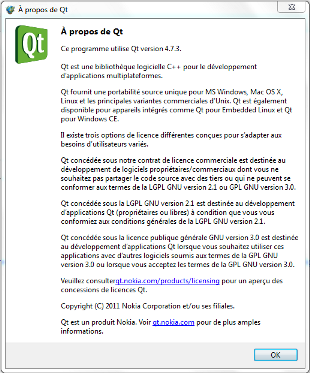 À propos de Qt
Qt
À propos de Qt
Ce programme utilise Qt version 4.7.3.
Qt est une bibliothèque logicielle C++ pour le développement
d'applications multiplateformes.
Qt fournit une portabilité source unique pour MS Windows, Mac OS X,
Linux et les principales variantes commerciales d'Unix. Qt est également
disponible pour appareils intégrés comme Qt pour Embedded Linux et Qt
pour Windows CE.
Il existe trois options de licence différentes conçues pour s'adapter aux
besoins d'utilisateurs variés.
Qt concédée sous notre contrat de licence commerciale est destinée au
développement de logiciels propriétaires/commerciaux dont vous ne
souhaitez pas partager le code source avec des tiers ou qui ne peuvent se
conformer aux termes de la LGPL GNU version 2.1 ou GPL GNU version 3.0.
Qt concédée sous la LGPL GNU version 2.1 est destinée au développement
d'applications Qt (propriétaires ou libres) à condition que vous vous
conformiez aux conditions générales de la LGPL GNU version 2.1.
Qt concédée sous la licence publique générale GNU version 3.0 est destinée
au développement d'applications Qt lorsque vous souhaitez utiliser ces
applications avec d'autres logiciels soumis aux termes de la GPL GNU
version 3.0 ou lorsque vous acceptez les termes de la GPL GNU version 3.0.
Veuillez consulterqt.nokia.com/products/licensing pour un aperçu des
concessions de licences Qt.
Copyright (C) 2011 Nokia Corporation et/ou ses filiales.
Qt est un produit Nokia. Voir qt.nokia.com pour de plus amples
informations.
OK